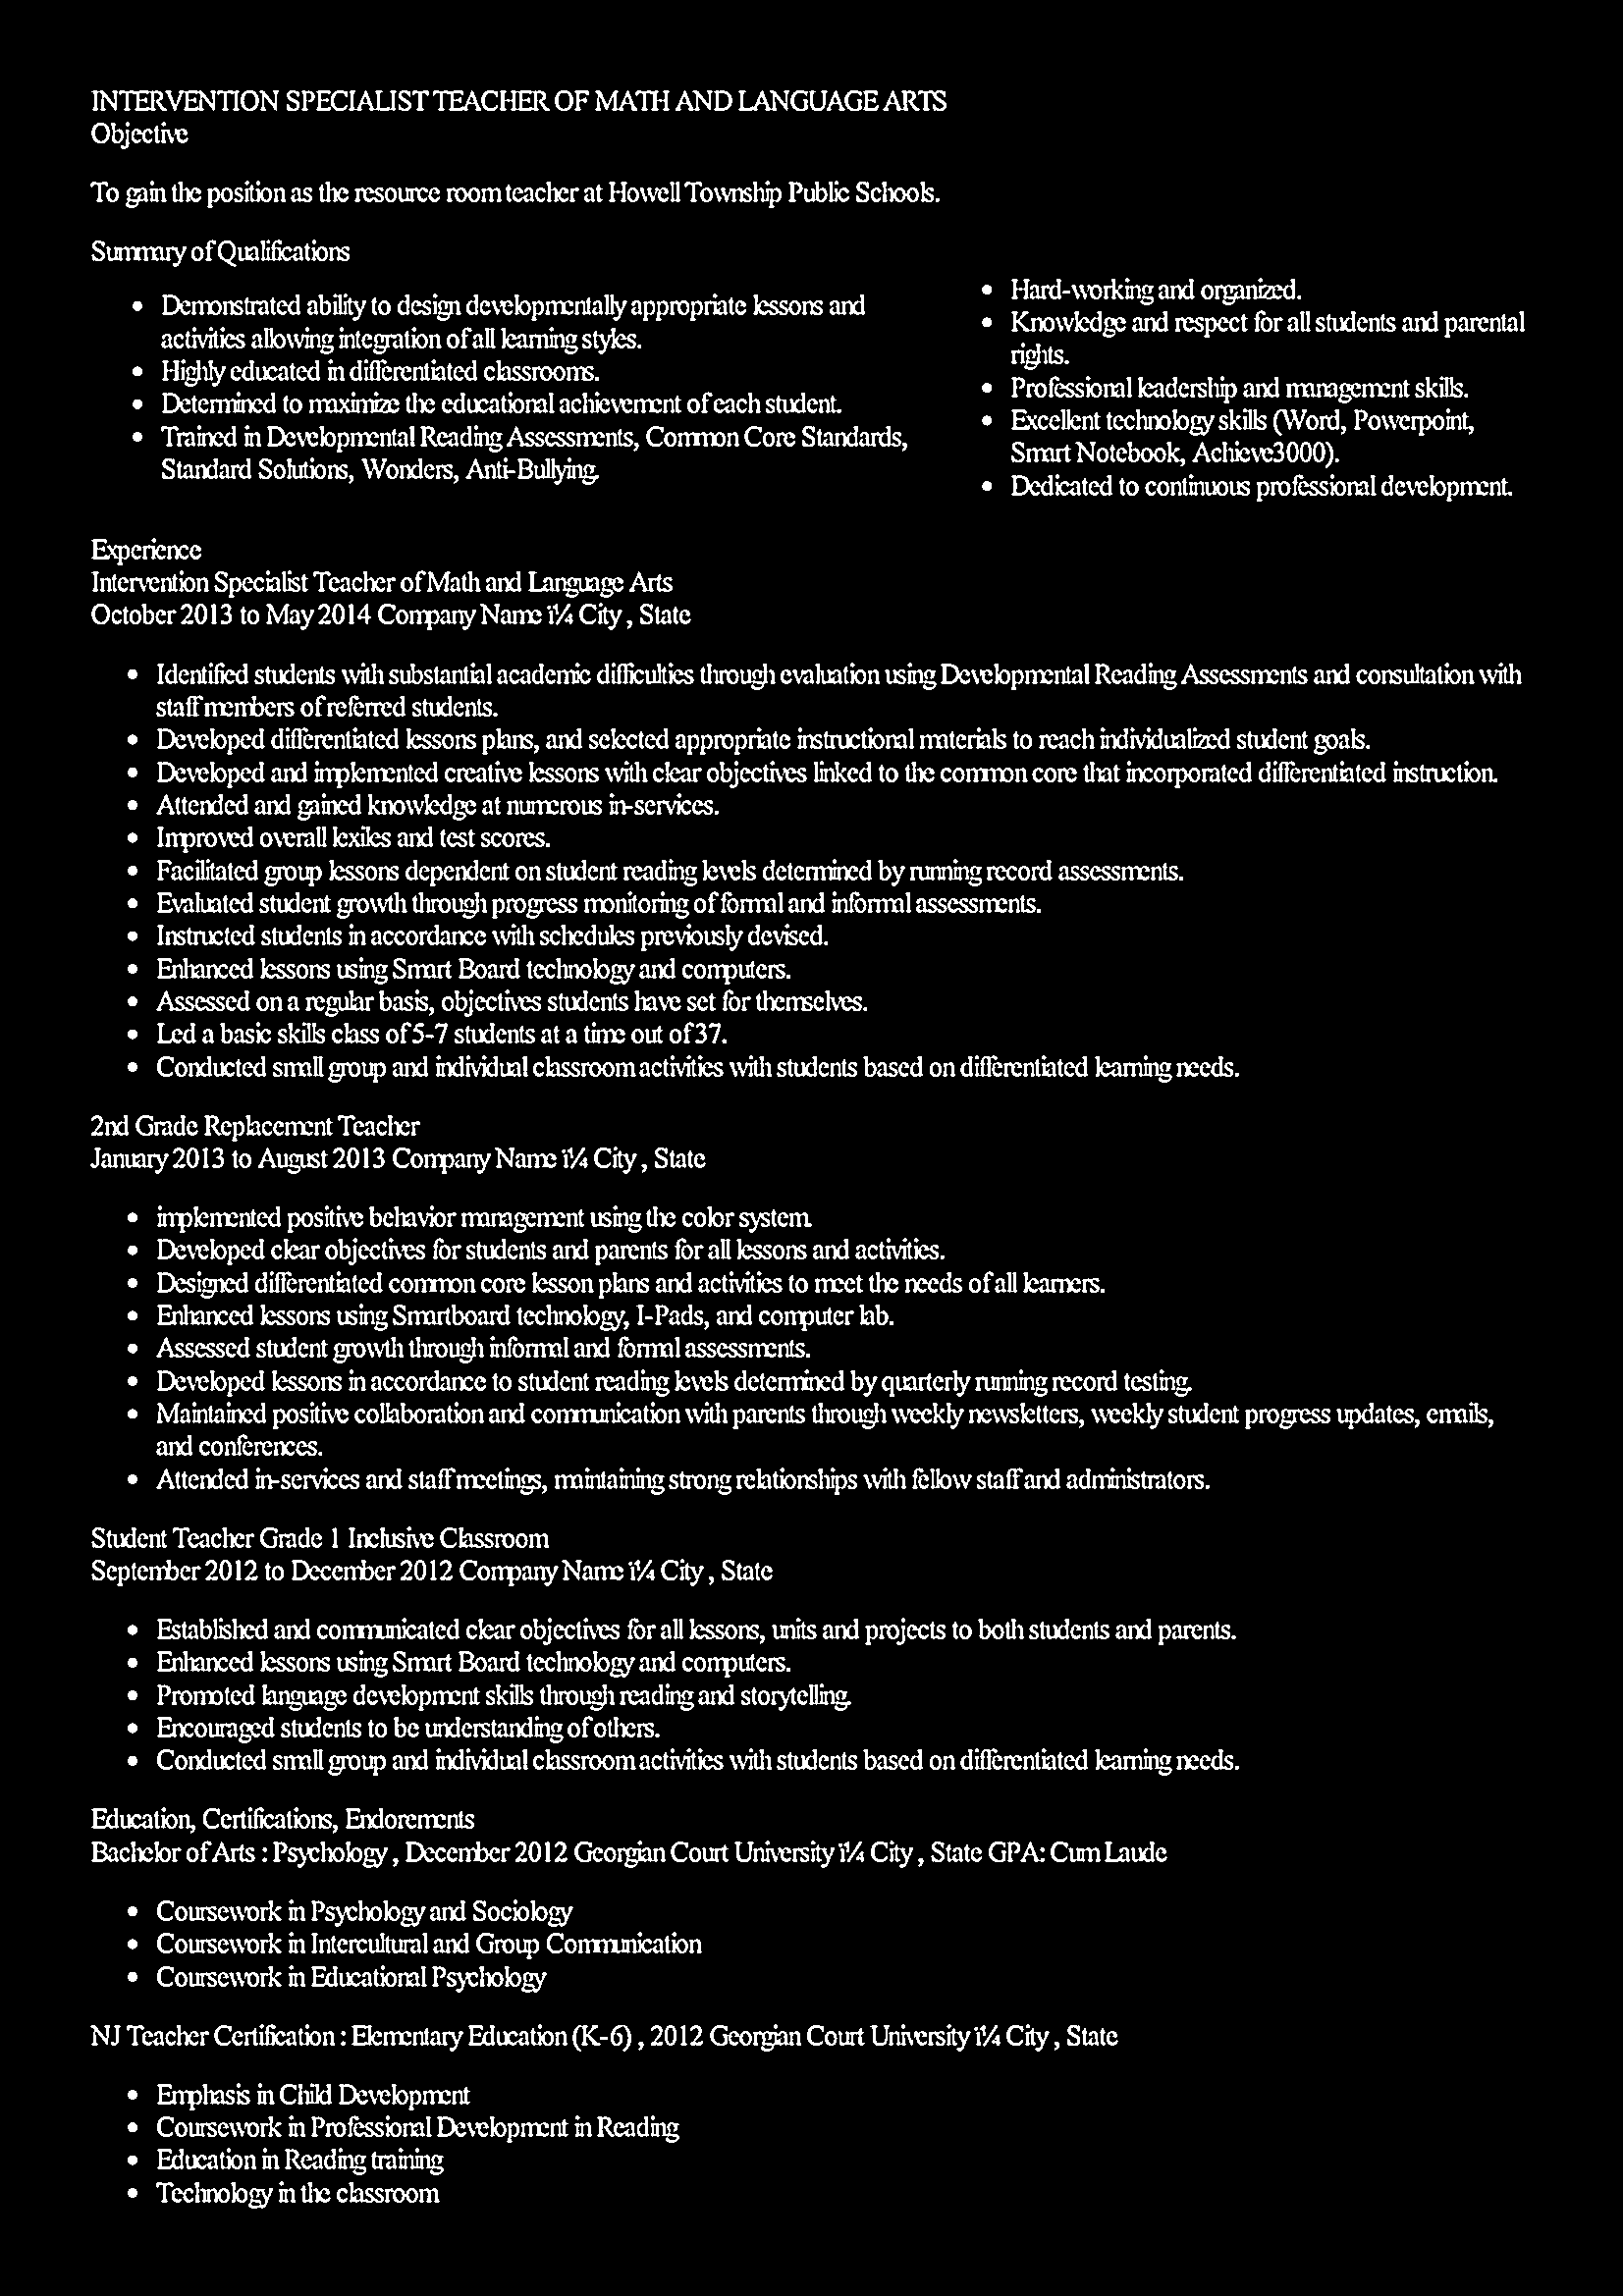 INTERVENTION SPECIALIST TEACHER OF MATH AND LANGUAGE ARTS
Objective
To gain the position as the resource room teacher at Howell Township Public Schools.
Summary of Qualifications
• Demonstrated ability to design developmentally appropriate lessons and
activities allowing integration of all learning styles.
• Highly educated in differentiated classrooms.
• Determined to maximize the educational achievement of each student.
• Trained in Developmental Reading Assessments, Common Core Standards,
Standard Solutions, Wonders, Anti-Bullying.
• Hard-working and organized.
• Knowledge and respect for all students and parental
rights.
• Professional leadership and management skills.
• Excellent technology skills (Word, Powerpoint,
Smart Notebook, Achieve3000).
• Dedicated to continuous professional development.
Experience
Intervention Specialist Teacher of Math and Language Arts
October 2013 to May 2014 Company Name ï¼ City , State
• Identified students with substantial academic difficulties through evaluation using Developmental Reading Assessments and consultation with
staff members of referred students.
• Developed differentiated lessons plans, and selected appropriate instructional materials to reach individualized student goals.
• Developed and implemented creative lessons with clear objectives linked to the common core that incorporated differentiated instruction.
• Attended and gained knowledge at numerous in-services.
• Improved overall lexiles and test scores.
• Facilitated group lessons dependent on student reading levels determined by running record assessments.
• Evaluated student growth through progress monitoring of formal and informal assessments.
• Instructed students in accordance with schedules previously devised.
• Enhanced lessons using Smart Board technology and computers.
• Assessed on a regular basis, objectives students have set for themselves.
• Led a basic skills class of 5-7 students at a time out of 37.
• Conducted small group and individual classroom activities with students based on differentiated learning needs.
2nd Grade Replacement Teacher
January 2013 to August 2013 Company Name ï¼ City , State
• implemented positive behavior management using the color system.
• Developed clear objectives for students and parents for all lessons and activities.
• Designed differentiated common core lesson plans and activities to meet the needs of all learners.
• Enhanced lessons using Smartboard technology, I-Pads, and computer lab.
• Assessed student growth through informal and formal assessments.
• Developed lessons in accordance to student reading levels determined by quarterly running record testing.
• Maintained positive collaboration and communication with parents through weekly newsletters, weekly student progress updates, emails,
and conferences.
• Attended in-services and staff meetings, maintaining strong relationships with fellow staff and administrators.
Student Teacher Grade 1 Inclusive Classroom
September 2012 to December 2012 Company Name ï¼ City , State
• Established and communicated clear objectives for all lessons, units and projects to both students and parents.
• Enhanced lessons using Smart Board technology and computers.
• Promoted language development skills through reading and storytelling.
• Encouraged students to be understanding of others.
• Conducted small group and individual classroom activities with students based on differentiated learning needs.
Education, Certifications, Endorements
Bachelor of Arts : Psychology , December 2012 Georgian Court University ï¼ City , State GPA: Cum Laude
• Coursework in Psychology and Sociology
• Coursework in Intercultural and Group Communication
• Coursework in Educational Psychology
NJ Teacher Certification : Elementary Education (K-6) , 2012 Georgian Court University ï¼ City , State
• Emphasis in Child Development
• Coursework in Professional Development in Reading
• Education in Reading training
• Technology in the classroom